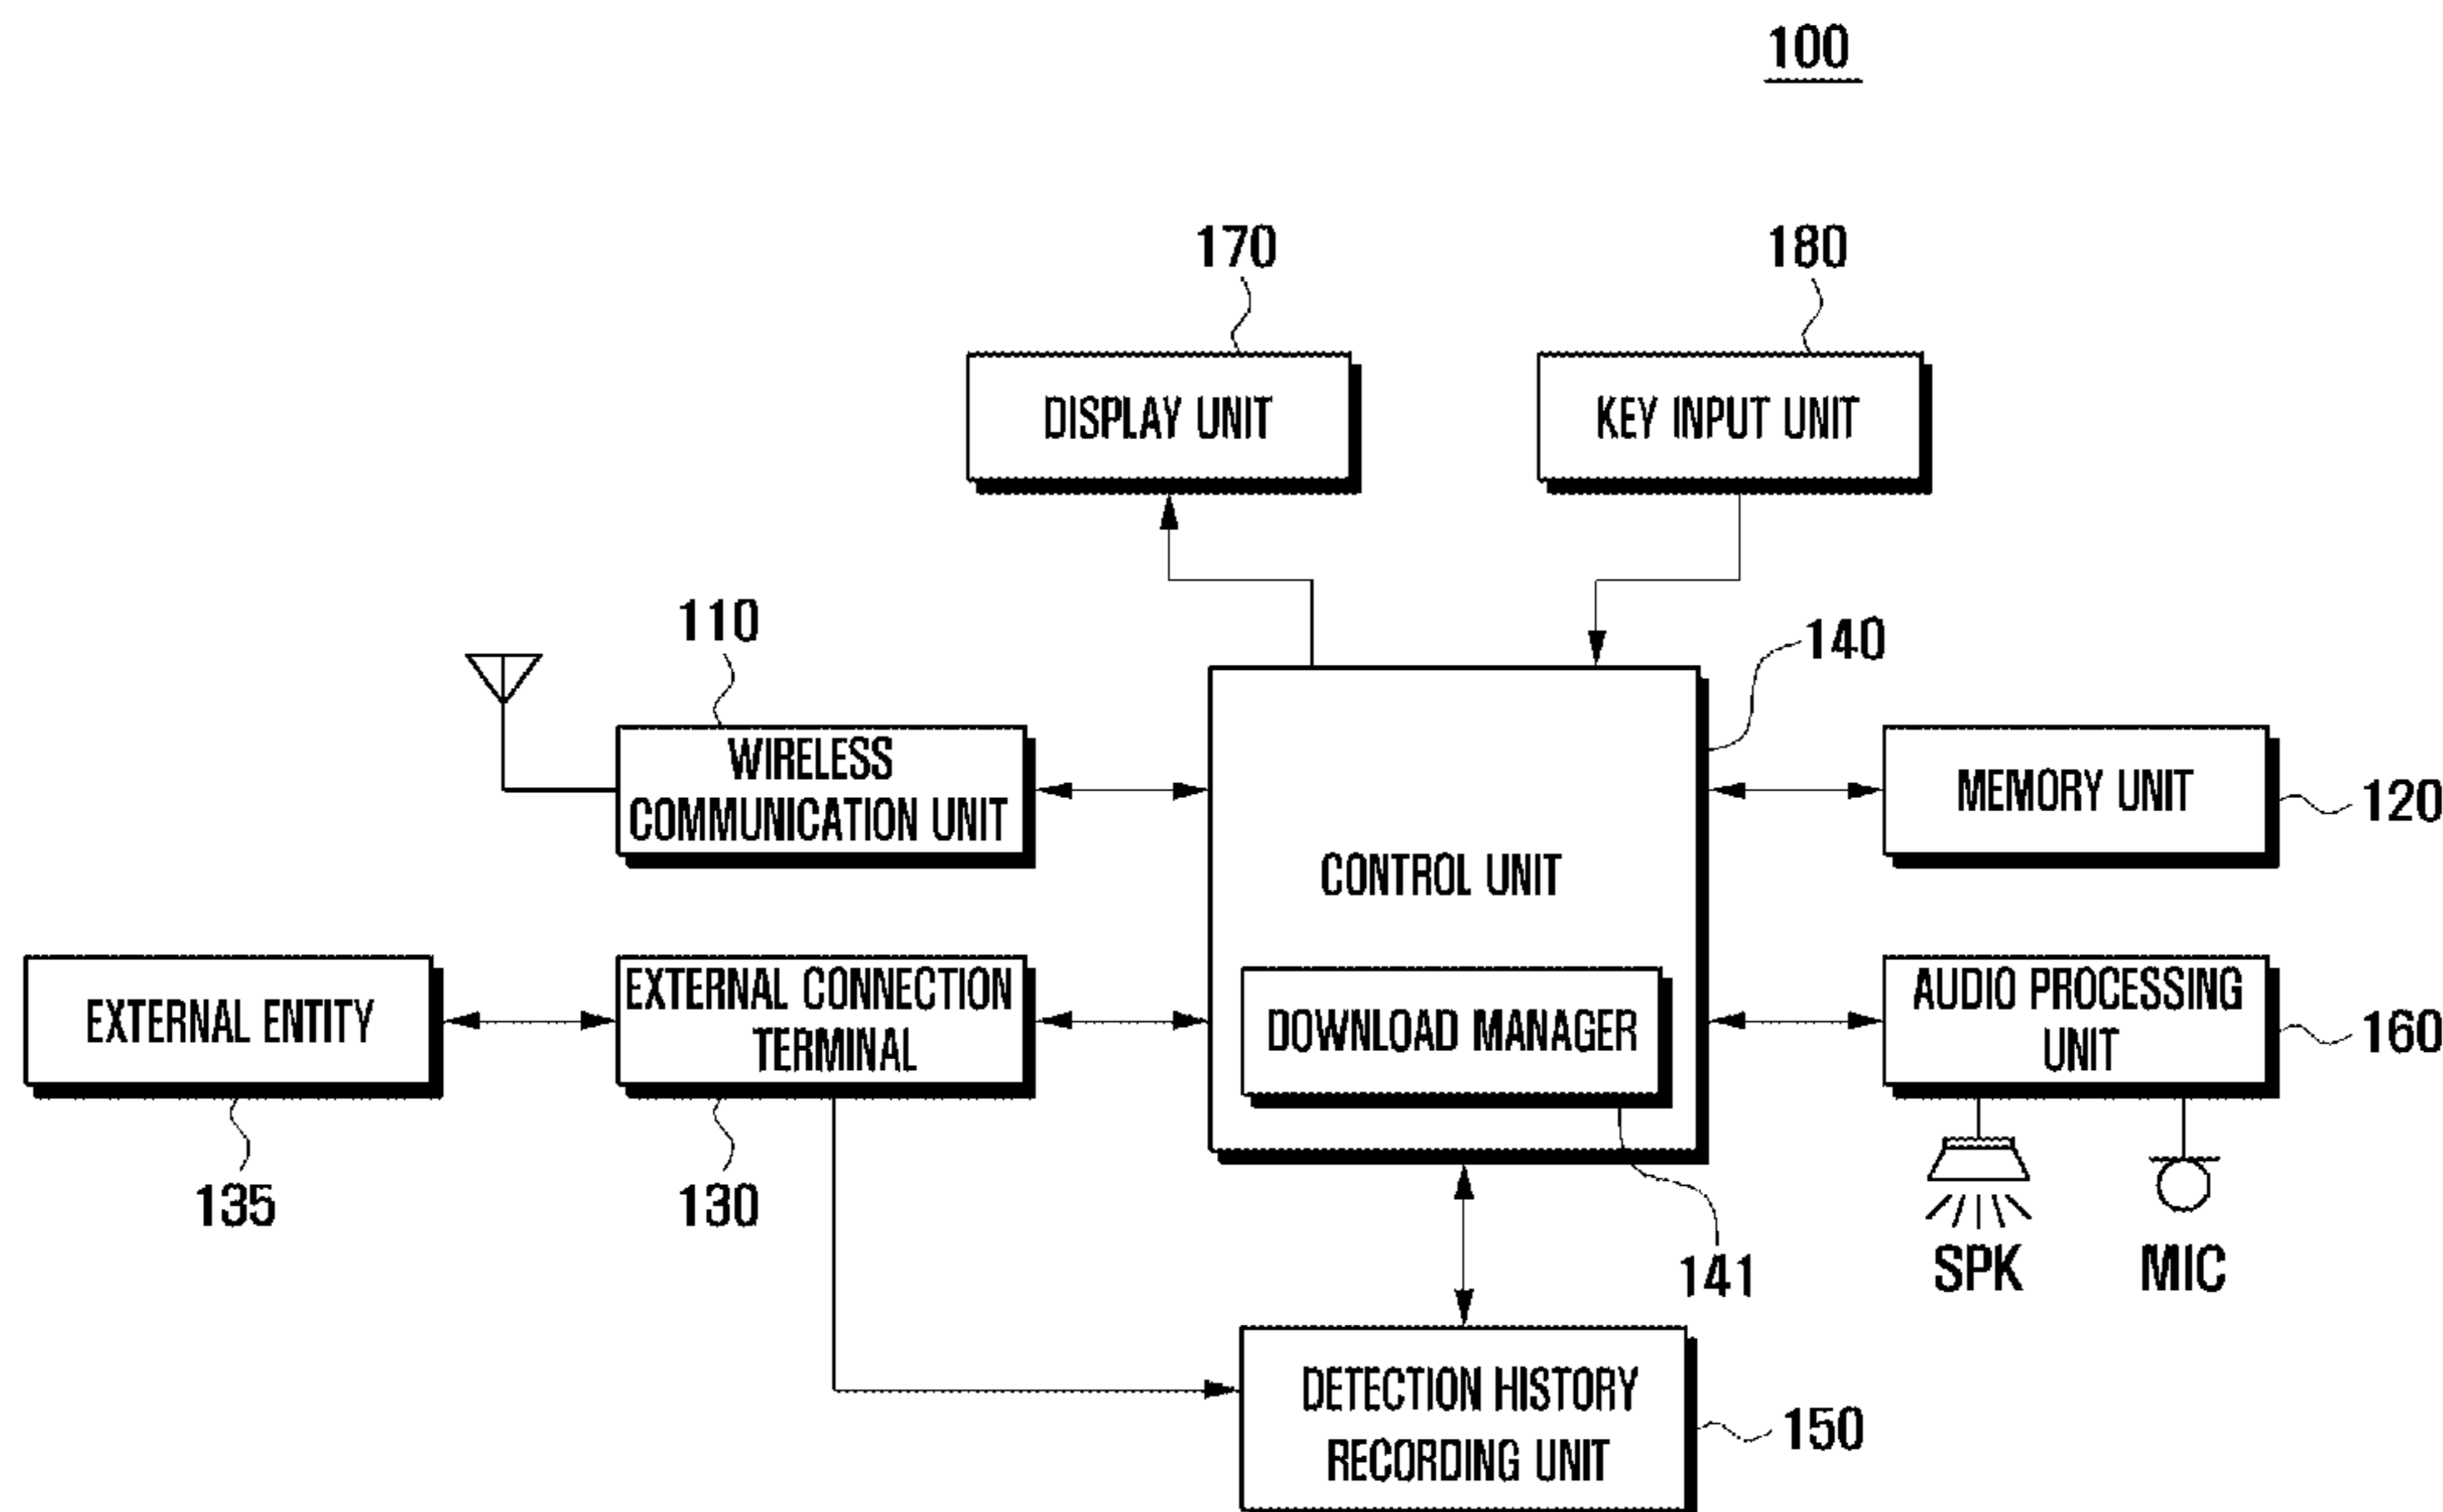 100
170
180
DISPLAY UNIT
KEY INPUT UNIT
110
140
WIRELESS
COMMUNICATION UNIT
MEMORY UNIT
120
CONTROL UNIT
EXTERNAL ENTITY
EXTERNAL CONNECTION
TERMINAL
DOWNLOAD MANAGER
AUDIO PROCESSING
UNIT
160
135
130
141
SPK
MIC
DETECTION HISTORY
RECORDING UNIT
150